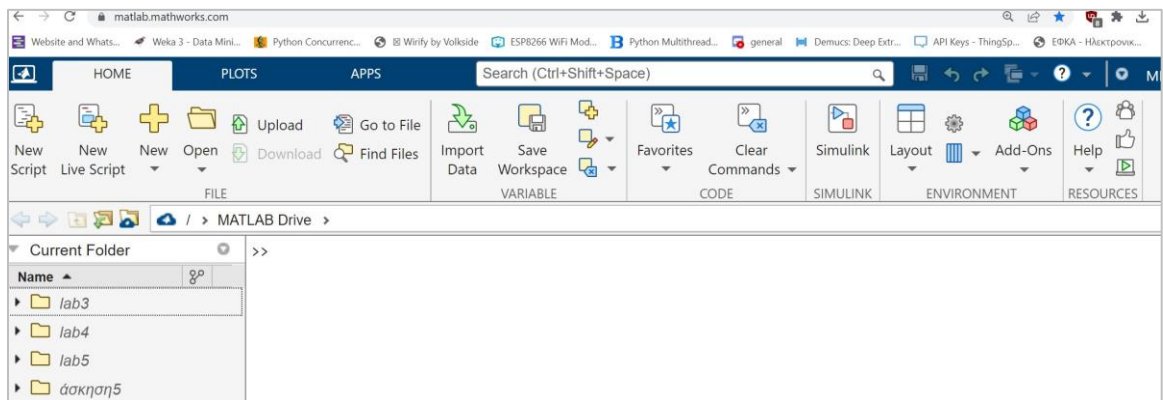 matlab.mathworks.com
Website and Whats... Weka 3 - Data Mini... Python Concurrenc... Wirify by Volkside ESP8266 WiFi Mod... Python Multithread... general Demucs: Deep Extr... API Keys - ThingSp... ΕΦΚΑ - Ηλεκτρονικ...
HOME PLOTS APPS Search (Ctrl+Shift+Space)
Upload Go to File
New New New Open Download Find Files Import Save Favorites Clear Simulink Layout Add-Ons Help
Script Live Script Data Workspace Commands
FILE VARIABLE CODE SIMULINK ENVIRONMENT RESOURCES
/ > MATLAB Drive >
Current Folder >>
Name
lab3
lab4
lab5
άσκηση5